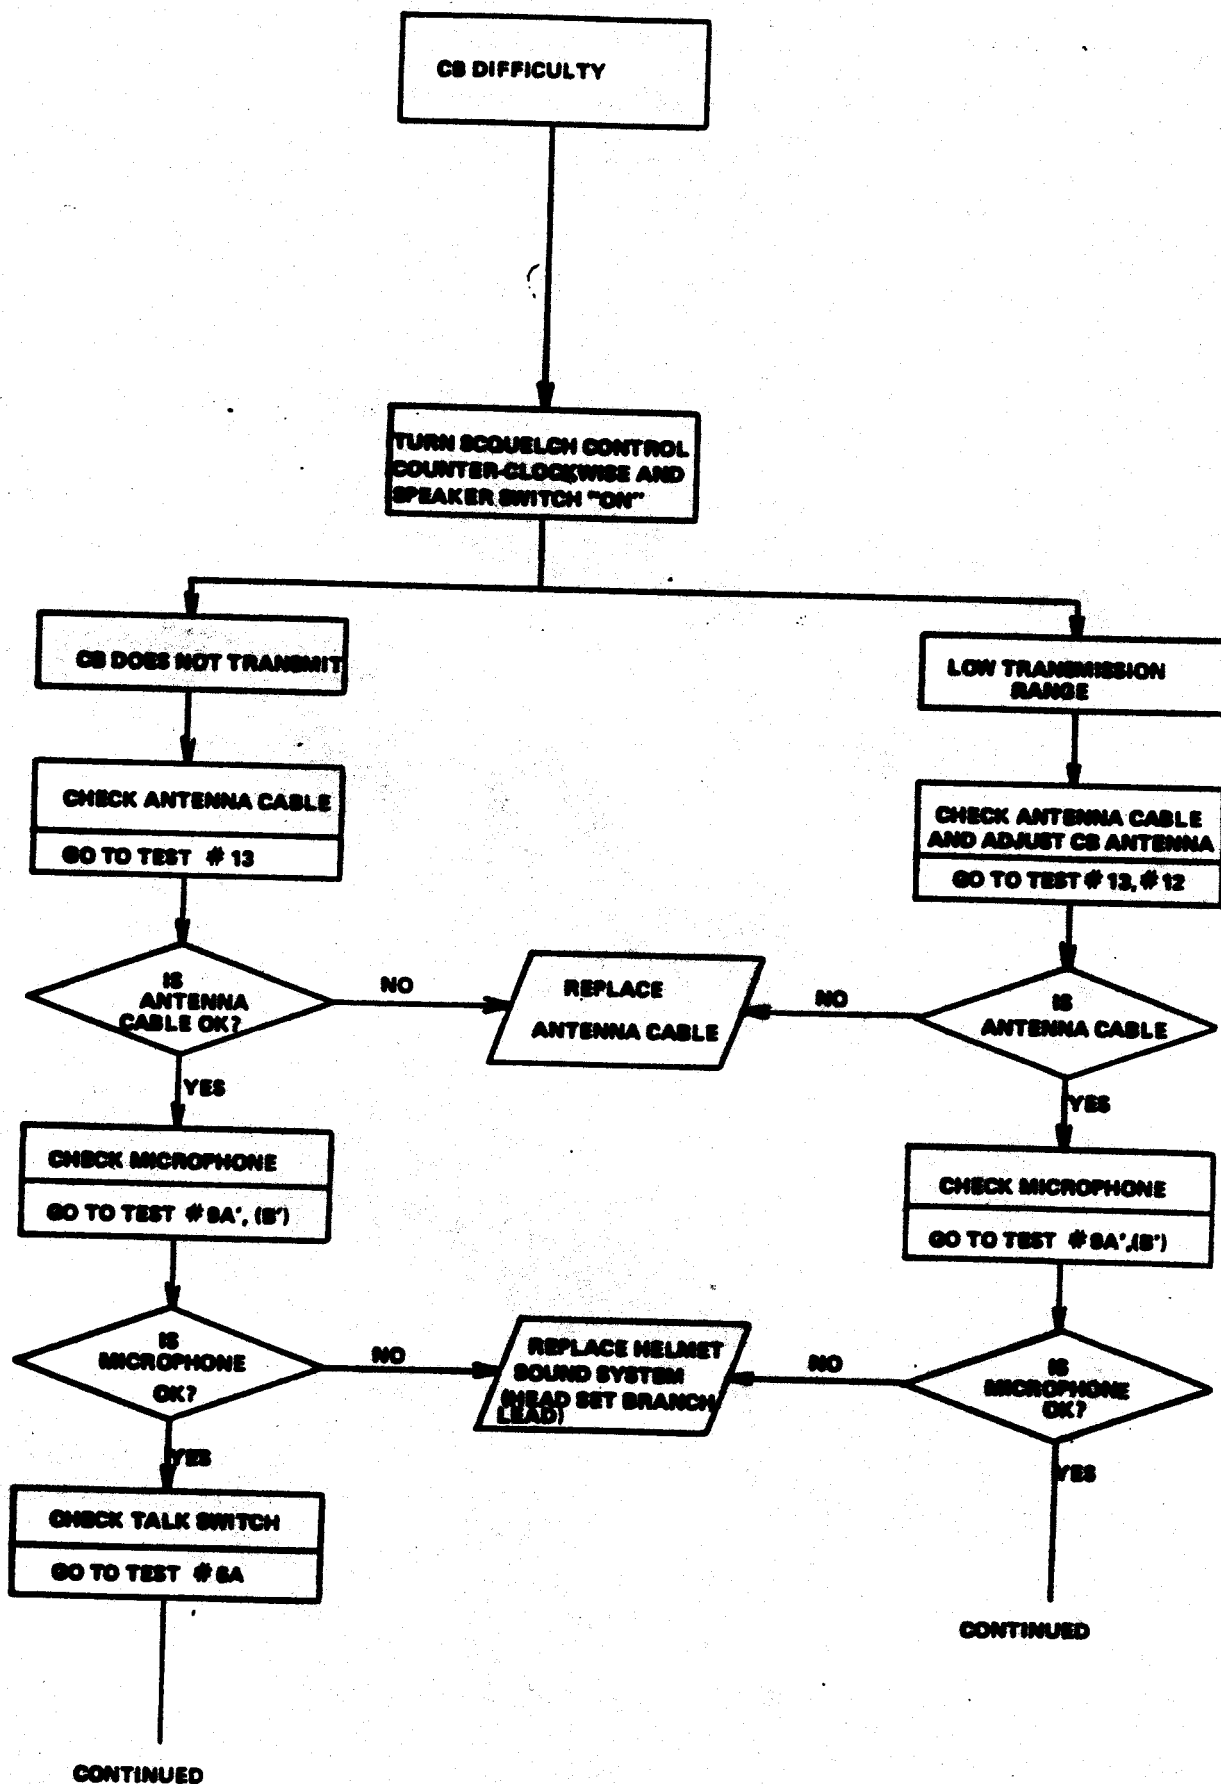 CB DIFFICULTY
TURN SCQUELCH CONTROL
COUNTER-CLOCKWISE AND
SPEAKER SWITCH "ON"
CB DOES NOT TRANSMIT
CHECK ANTENNA CABLE
GO TO TEST # 13
IS
ANTENNA
CABLE OK?
NO
YES
REPLACE
ANTENNA CABLE
CHECK MICROPHONE
GO TO TEST
IS
MICROPHONE
OK?
NO
YES
REPLACE HELMET
SOUND SYSTEM
(HEAD SET BRANCH
LEAD)
CHECK TALK SWITCH
GO TO TEST
CONTINUED
LOW TRANSMISSION
RANGE
CHECK ANTENNA CABLE
AND ADJUST CB ANTENNA
GO TO TEST # 13, # 12
IS
ANTENNA CABLE
NO
YES
CHECK MICROPHONE
GO TO TEST
IS
MICROPHONE
OK?
NO
YES
CONTINUED